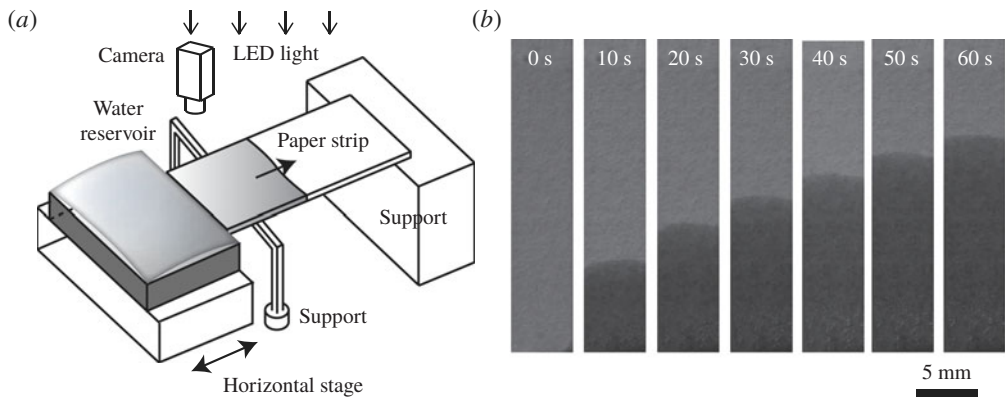 (a)
LED light
Camera
Water
reservoir
Paper strip
Support
Support
Horizontal stage
(b)
0 s 10 s 20 s 30 s 40 s 50 s 60 s
5 mm